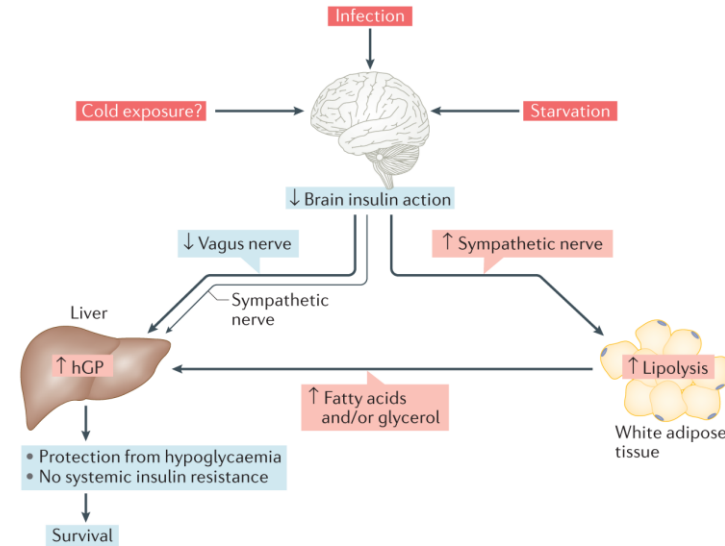 Infection
Cold exposure?
Starvation
↓ Brain insulin action
↓ Vagus nerve
↑ Sympathetic nerve
Sympathetic
nerve
Liver
↑ hGP
↑ Lipolysis
↑ Fatty acids
and/or glycerol
White adipose
tissue
• Protection from hypoglycaemia
• No systemic insulin resistance
Survival